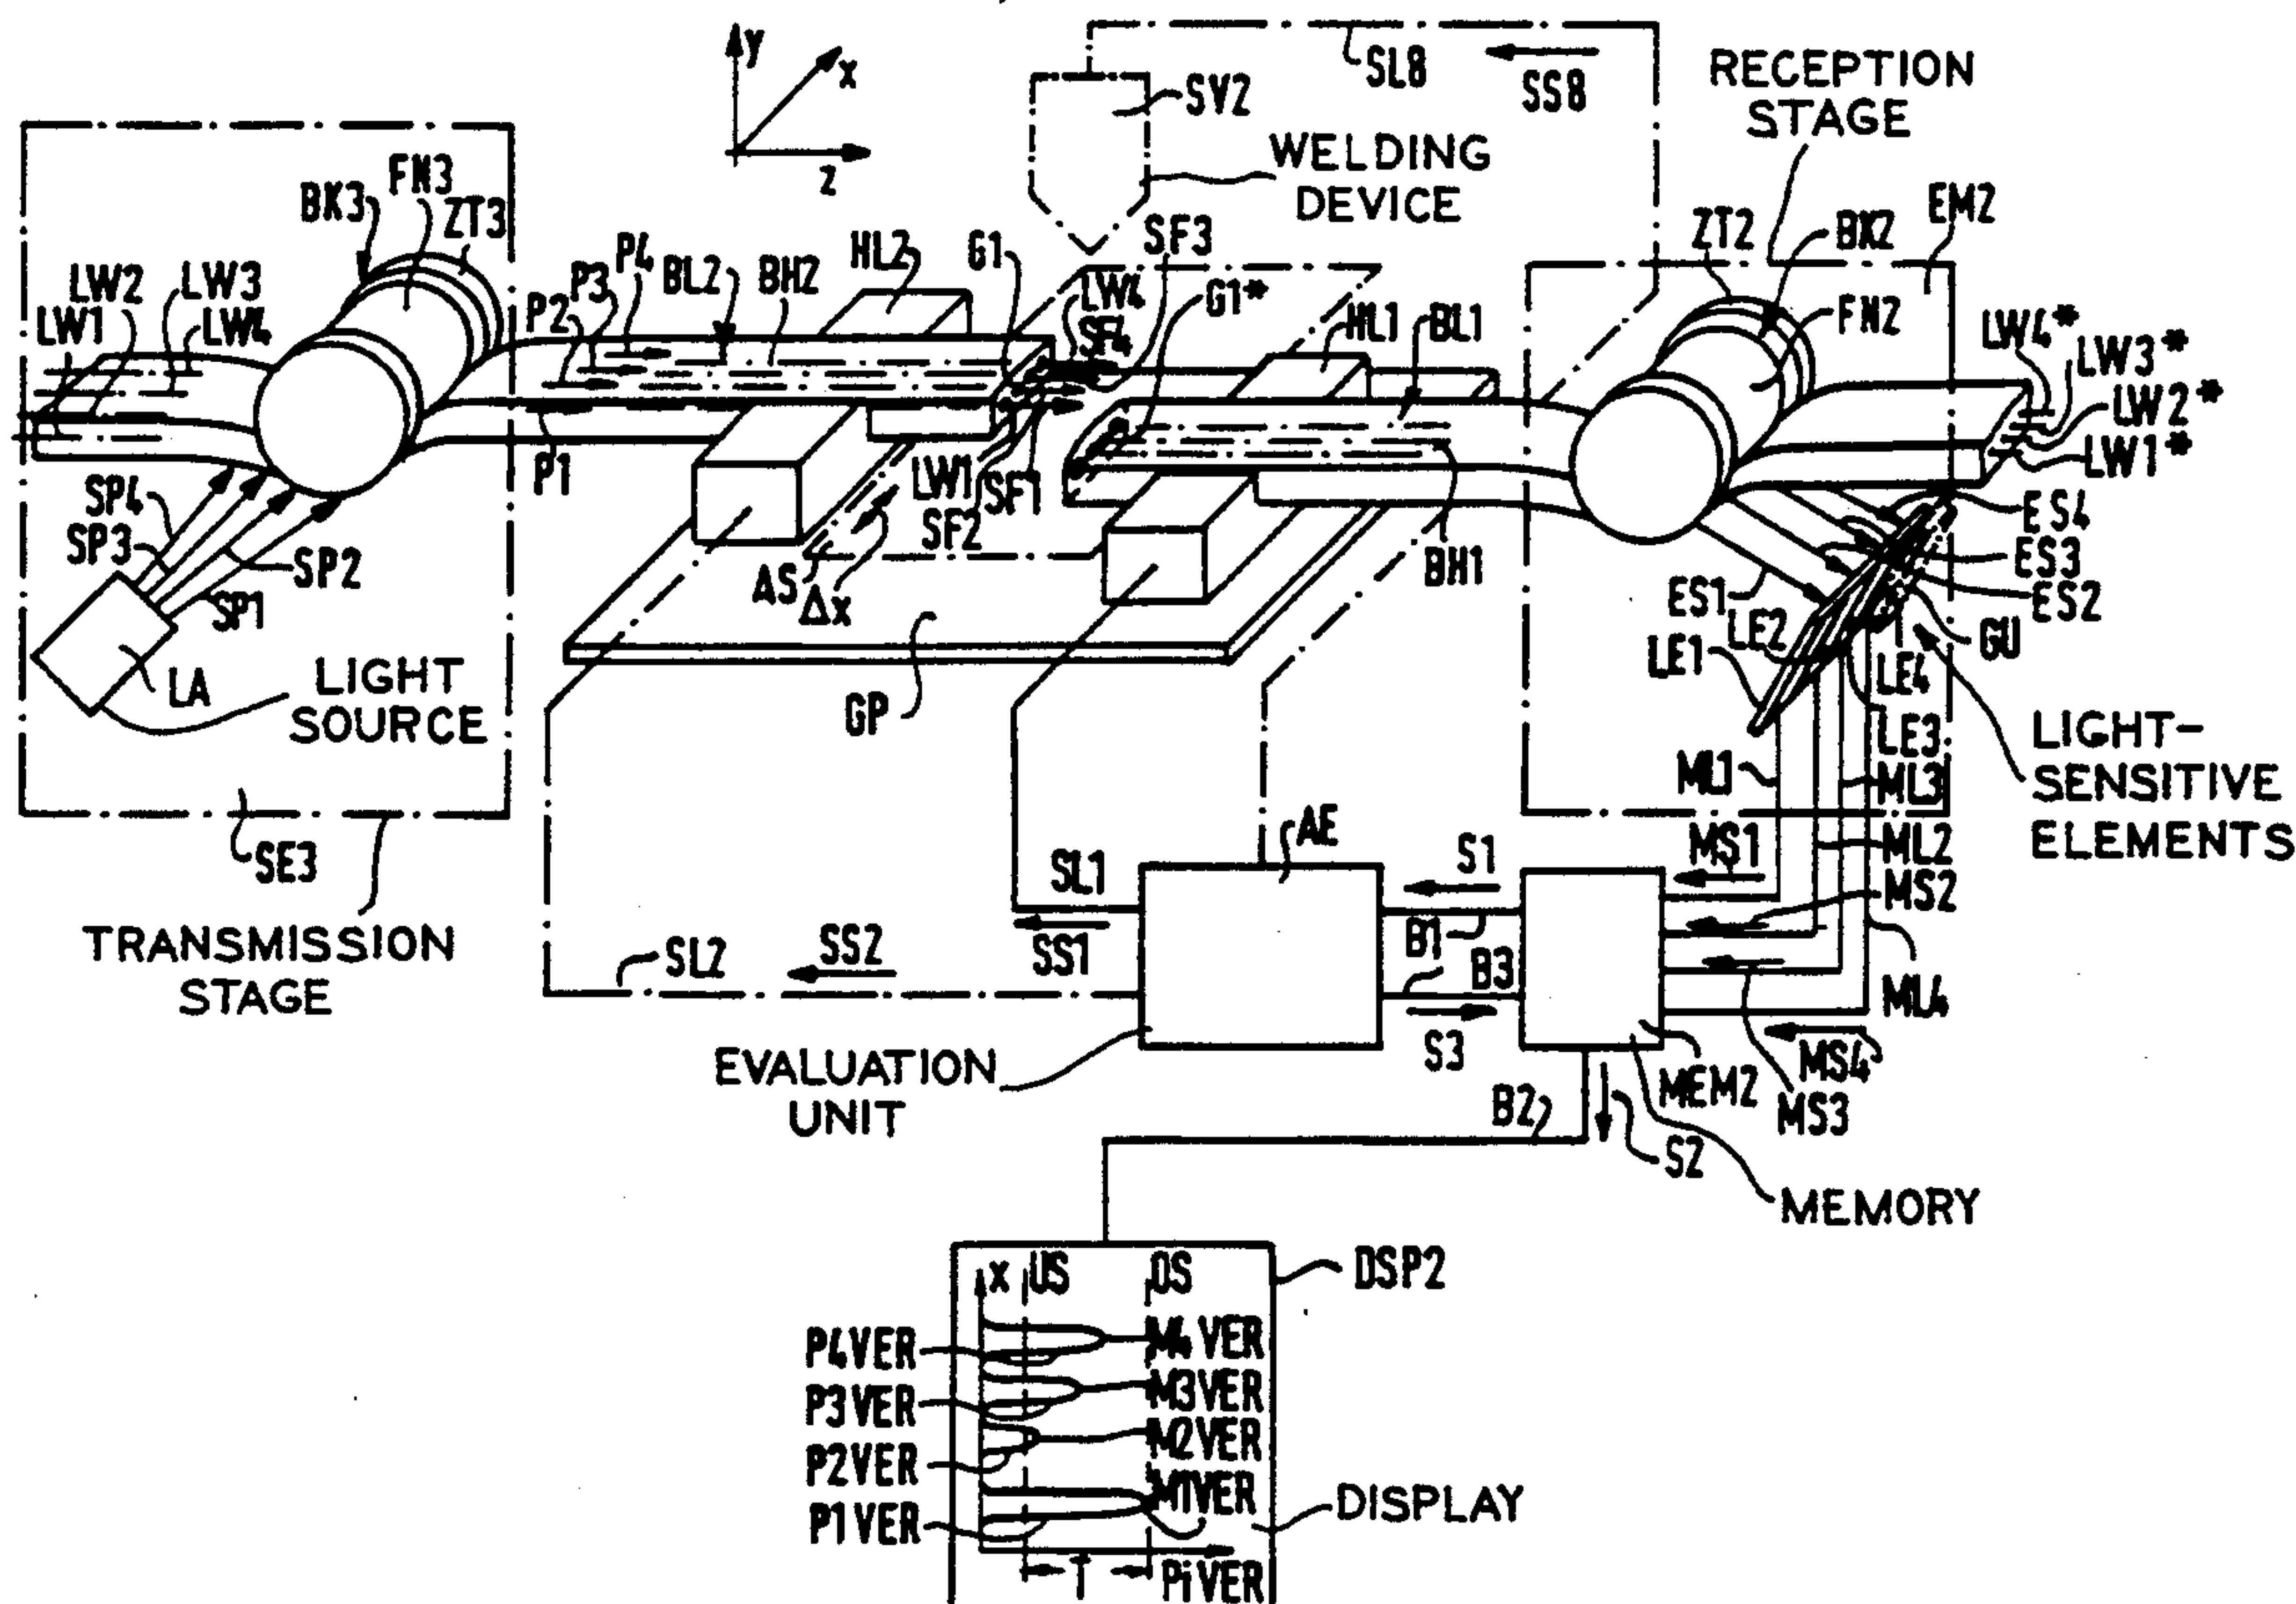 y
x
z
SL8
SS8
SV2
WELDING
DEVICE
RECEPTION
STAGE
EM2
ZT2
BK2
FN2
LW4*
LW3*
LW2*
LW1*
BK3
FN3
ZT3
LW2
LW1
LW3
LW4
P2
P3
P4
BL2
BH2
HL2
G1
LW4
SF4
SF3
G1*
HL1
BL1
P1
LW1
SF1
SF2
BH1
AS
Δx
SP4
SP3
SP2
SP1
LA
LIGHT
SOURCE
SE3
TRANSMISSION
STAGE
GP
ES1
ES4
ES3
ES2
GU
LE1
LE2
LE4
LE3
LIGHT-
SENSITIVE
ELEMENTS
ML1
ML3
ML2
ML4
MS1
MS2
MS4
MS3
AE
SL1
SS1
SL2
SS2
S1
B1
B3
S3
EVALUATION
UNIT
MEM2
B2
S2
MEMORY
DSP2
x
US
OS
P4VER
M4VER
P3VER
M3VER
P2VER
M2VER
P1VER
M1VER
DISPLAY
T
PiVER